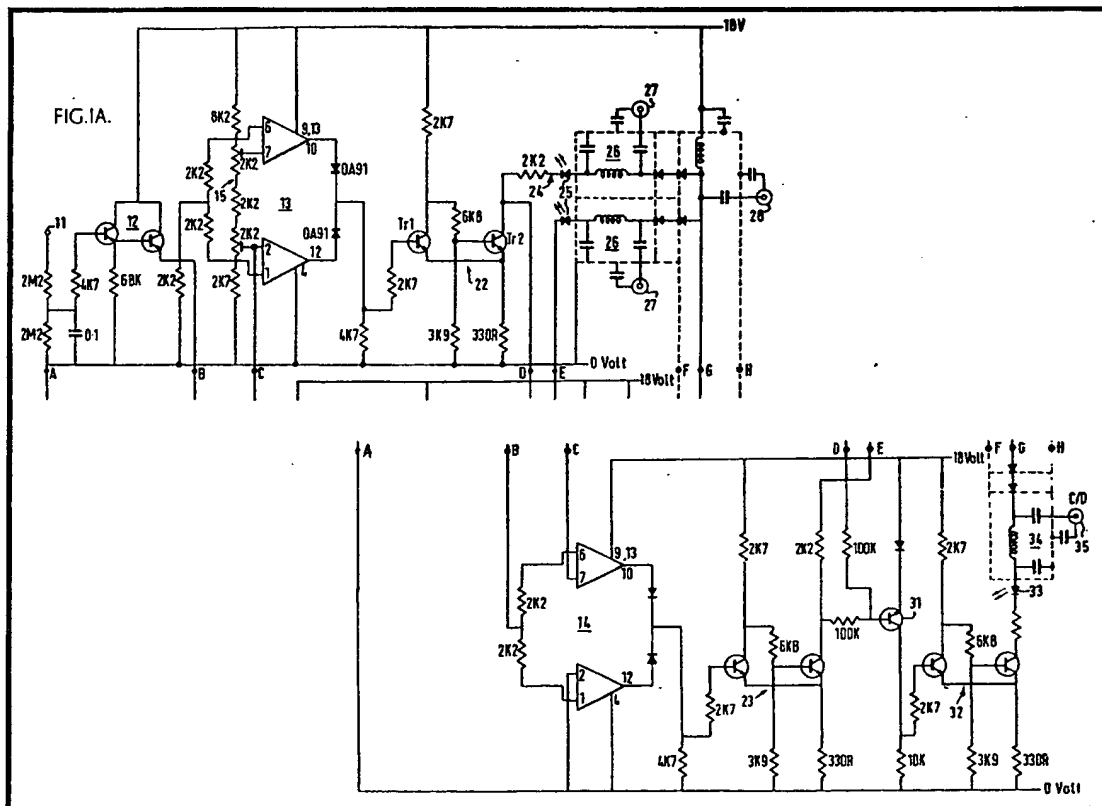 18V
FIG.1A.
27
8K2
2K7
6
9,13
10
7
2K2
OA91
26
2K2
2K2
15
24
25
28
11
12
2K2
13
6K8
2K2
2K2
OA91
Tr1
Tr2
26
2
12
1
4
2M2
4K7
68K
2K2
2K7
2K7
22
27
2M2
0·1
4K7
3K9
330R
0 Volt
A
B
C
D
E
F
G
H
18Volt
A
B
C
D
E
F
G
H
18Volt
C/D
2K7
2K2
100K
2K7
34
35
6
9,13
10
7
2K2
33
14
100K
31
2K2
6K8
6K8
2
12
1
4
2K7
23
2K7
32
4K7
3K9
330R
10K
3K9
330R
0 Volt